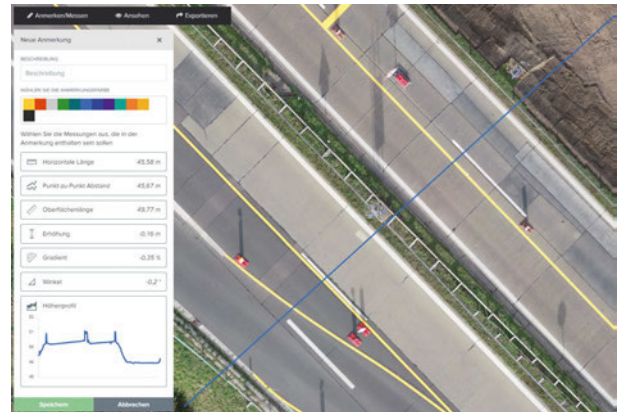 Anmerken/Messen
Ansehen
Exportieren
Neue Anmerkung
BESCHREIBUNG
Beschreibung
WÄHLEN SIE DIE ANMERKUNGSFARBE
Wählen Sie die Messungen aus, die in der
Anmerkung enthalten sein sollen
Horizontale Länge 45,58 m
Punkt zu Punkt Abstand 45,67 m
Oberflächenlänge 49,77 m
Erhöhung -0,16 m
Gradient -0,35 %
Winkel -0,2 °
Höhenprofil
Speichern
Abbrechen